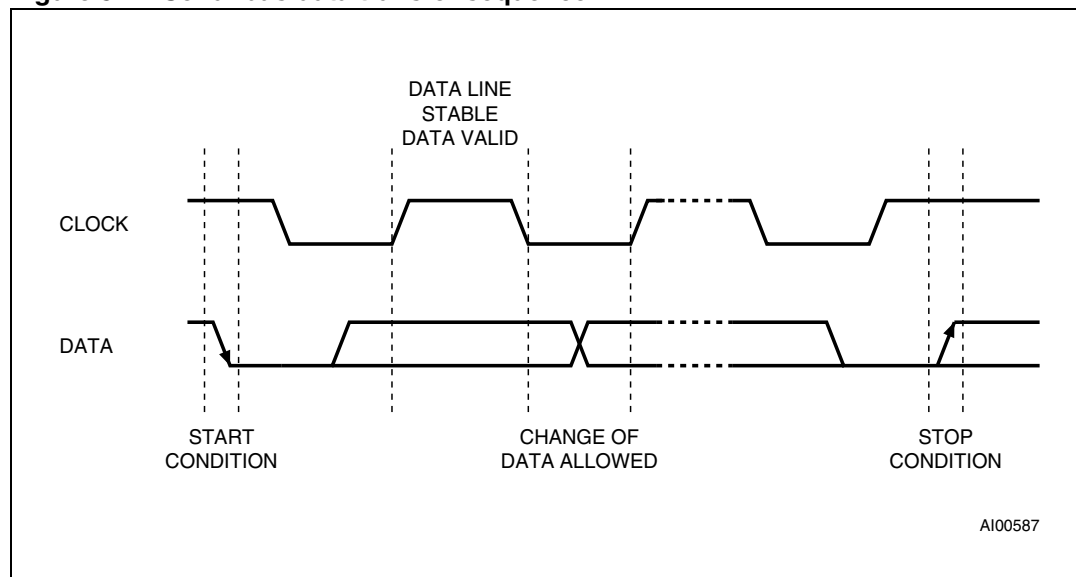 DATA LINE
STABLE
DATA VALID
CLOCK
DATA
START
CONDITION
CHANGE OF
DATA ALLOWED
STOP
CONDITION
AI00587